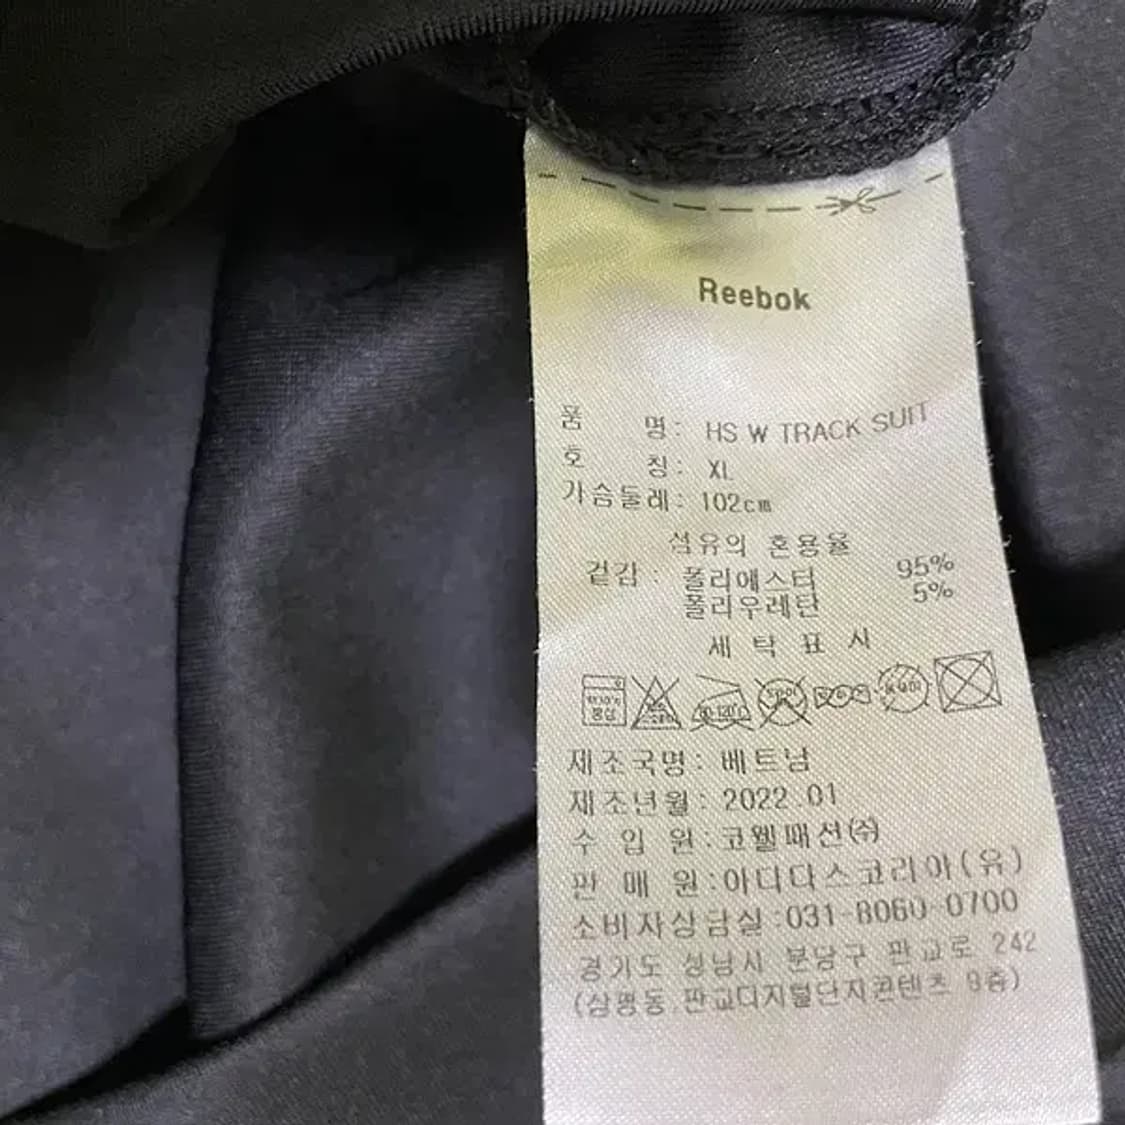 Reebok
품 명: HS W TRACK SUIT
호 칭: XL
가슴둘레: 102cm
섬유의 혼용율
겉감 : 폴리에스터 95%
폴리우레탄 5%
세 탁 표 시
제조국명: 베트남
제조년월: 2022.01
수 입 원: 코웰패션㈜
판 매 원:아디다스코리아(유)
소비자상담실:031-8060-0700
경기도 성남시 분당구 판교로 242
(삼평동 판교디지털단지콘텐츠 9층)